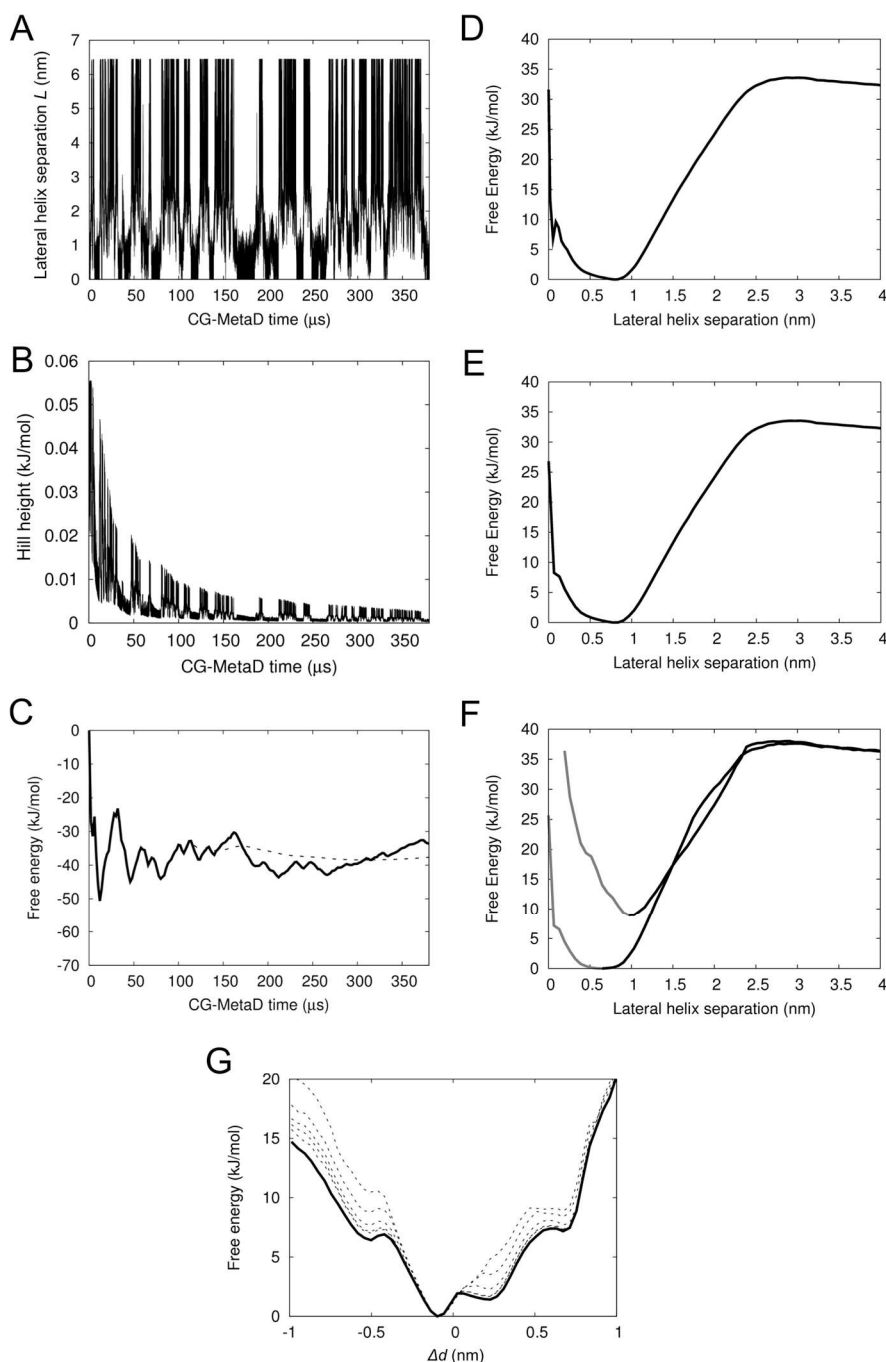 A
Lateral helix separation L (nm)
7
6
5
4
3
2
1
0
0 50 100 150 200 250 300 350
CG-MetaD time (μs)
B
Hill height (kJ/mol)
0.06
0.05
0.04
0.03
0.02
0.01
0
0 50 100 150 200 250 300 350
CG-MetaD time (μs)
C
Free energy (kJ/mol)
0
-10
-20
-30
-40
-50
-60
-70
0 50 100 150 200 250 300 350
CG-MetaD time (μs)
D
Free Energy (kJ/mol)
40
35
30
25
20
15
10
5
0
0 0.5 1 1.5 2 2.5 3 3.5 4
Lateral helix separation (nm)
E
Free Energy (kJ/mol)
40
35
30
25
20
15
10
5
0
0 0.5 1 1.5 2 2.5 3 3.5 4
Lateral helix separation (nm)
F
Free Energy (kJ/mol)
40
35
30
25
20
15
10
5
0
0 0.5 1 1.5 2 2.5 3 3.5 4
Lateral helix separation (nm)
G
Free energy (kJ/mol)
20
15
10
5
0
-1 -0.5 0 0.5 1
Δd (nm)